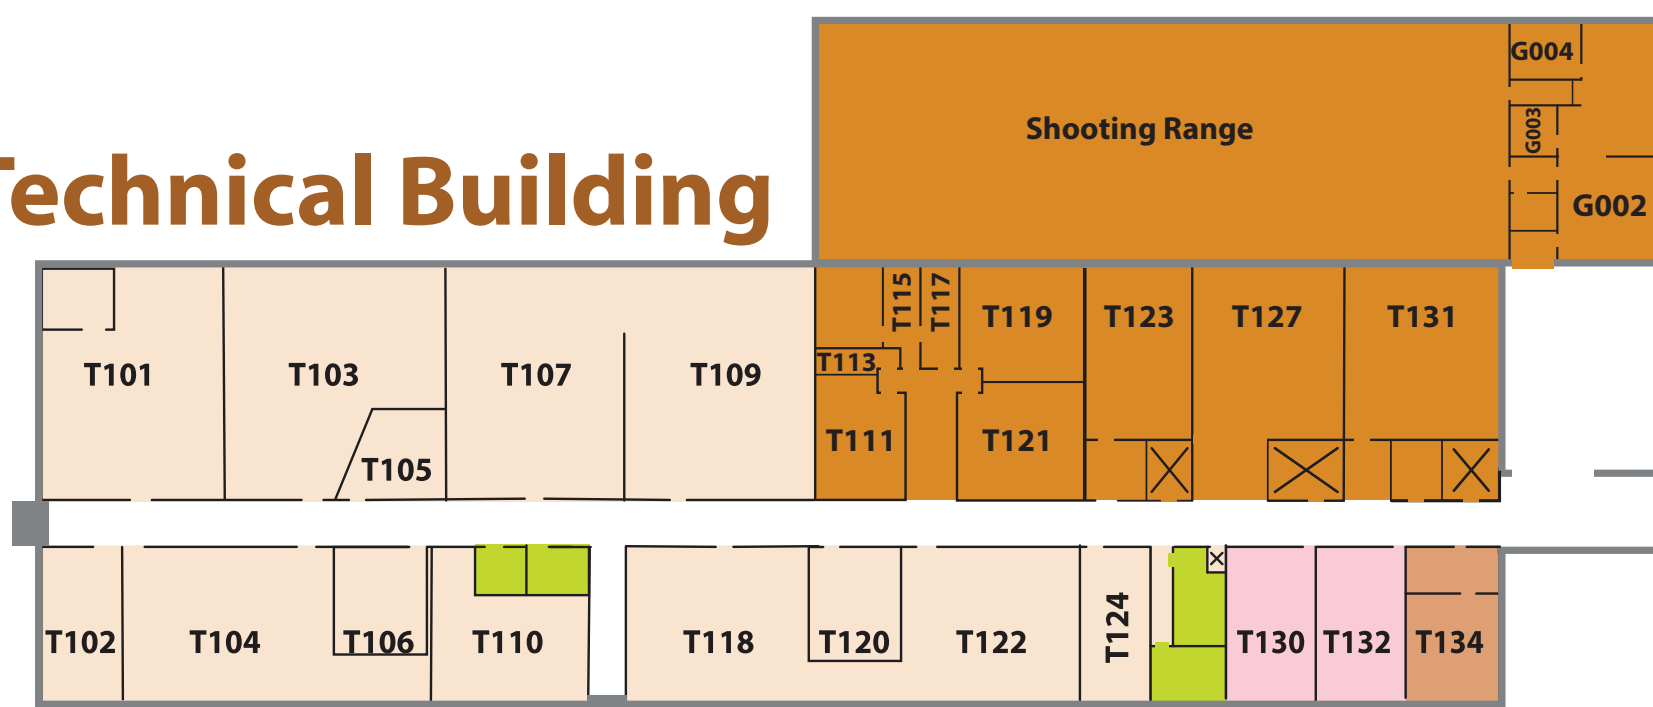 Technical Building
Shooting Range
G004
G003
G002
T101
T103
T105
T107
T109
T111
T113
T115
T117
T119
T121
T123
T127
T131
T102
T104
T106
T110
T118
T120
T122
T124
T130
T132
T134